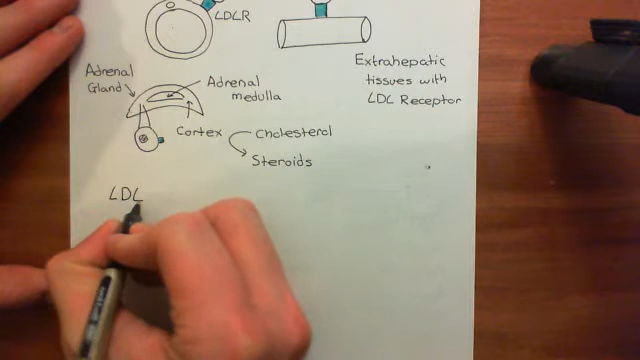 LDLR
Extrahepatic
tissues with
LDL Receptor
Adrenal
Gland
Adrenal
medulla
Cortex
Cholesterol
Steroids
LDL